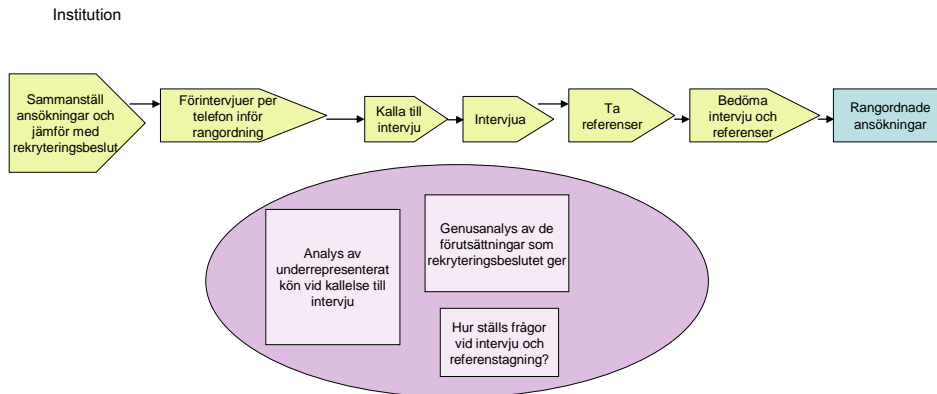 Institution
Sammanställ
ansökningar och
jämför med
rekryteringsbeslut
Förintervjuer per
telefon inför
rangordning
Kalla till
intervju
Intervjua
Ta
referenser
Bedöma
intervju och
referenser
Rangordnade
ansökningar
Analys av
underrepresenterat
kön vid kallelse till
intervju
Genusanalys av de
förutsättningar som
rekryteringsbeslutet ger
Hur ställs frågor
vid intervju och
referenstagning?